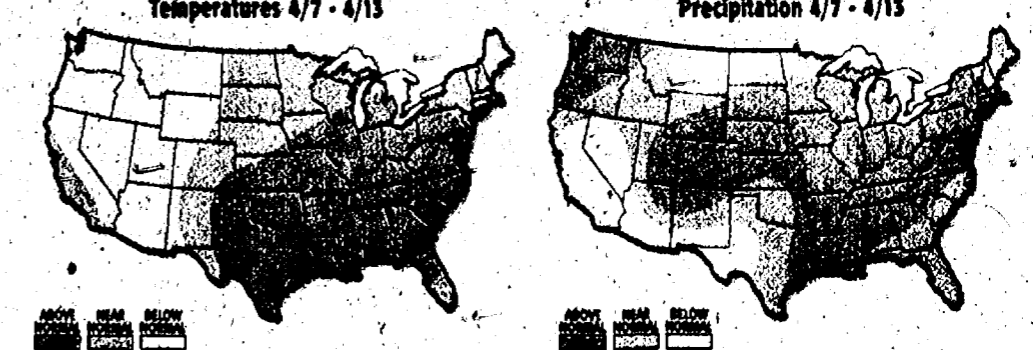 Temperatures 4/7 - 4/13
Precipitation 4/7 - 4/13
ABOVE NEAR BELOW
NORMAL NORMAL NORMAL
ABOVE NEAR BELOW
NORMAL NORMAL NORMAL